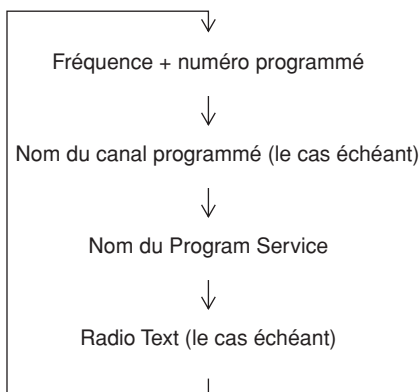 Fréquence + numéro programmé
Nom du canal programmé (le cas échéant)
Nom du Program Service
Radio Text (le cas échéant)